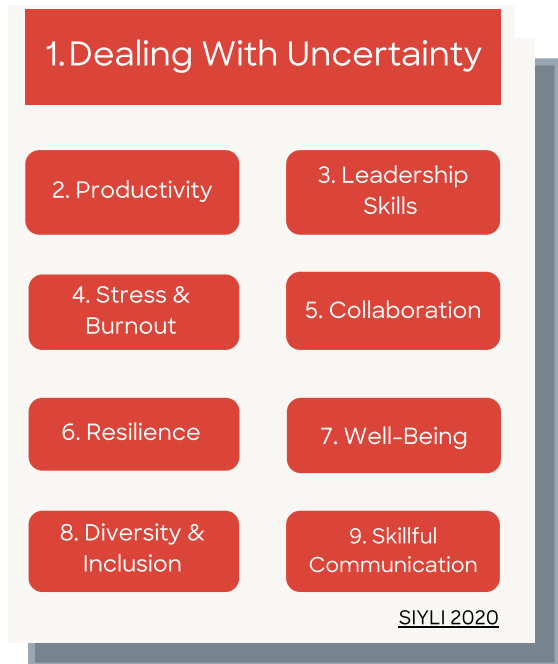 1.Dealing With Uncertainty
2. Productivity
3. Leadership
Skills
4. Stress &
Burnout
5. Collaboration
6. Resilience
7. Well-Being
8. Diversity &
Inclusion
9. Skillful
Communication
SIYLI 2020